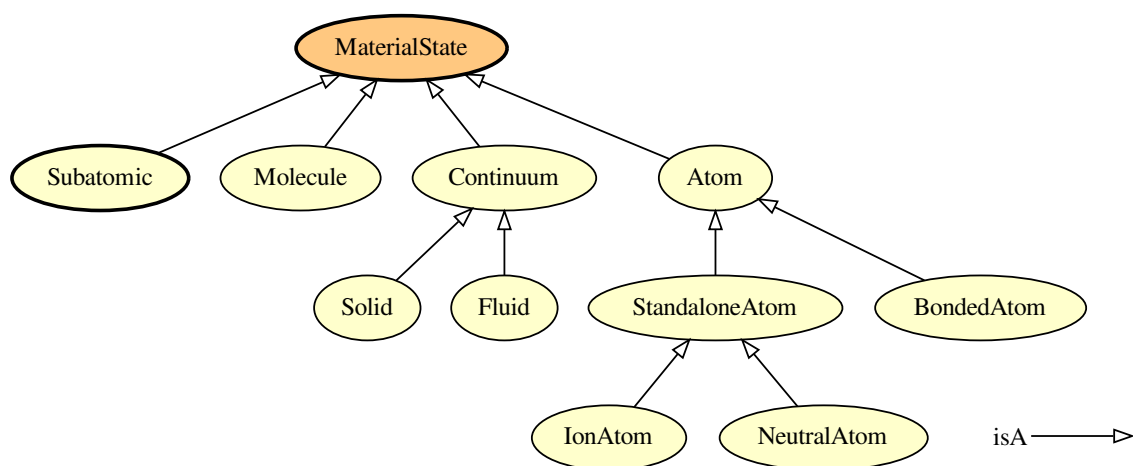 MaterialState
Subatomic
Molecule
Continuum
Atom
Solid
Fluid
StandaloneAtom
BondedAtom
IonAtom
NeutralAtom
isA